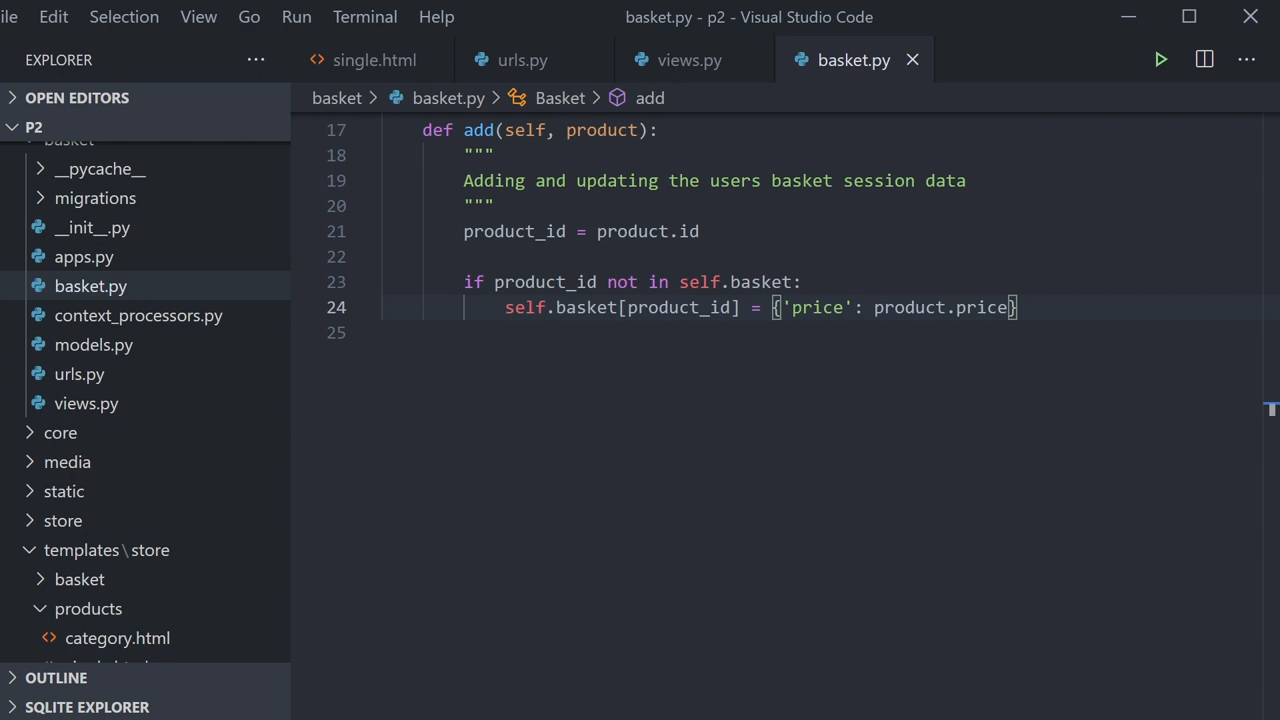 ile Edit Selection View Go Run Terminal Help basket.py - p2 - Visual Studio Code
EXPLORER ··· single.html urls.py views.py basket.py
OPEN EDITORS
P2
basket > basket.py > Basket > add
basket
__pycache__
migrations
__init__.py
apps.py
basket.py
context_processors.py
models.py
urls.py
views.py
core
media
static
store
templates\store
basket
products
category.html
OUTLINE
SQLITE EXPLORER
17 def add(self, product):
18 """
19 Adding and updating the users basket session data
20 """
21 product_id = product.id
22
23 if product_id not in self.basket:
24 self.basket[product_id] = {'price': product.price}
25